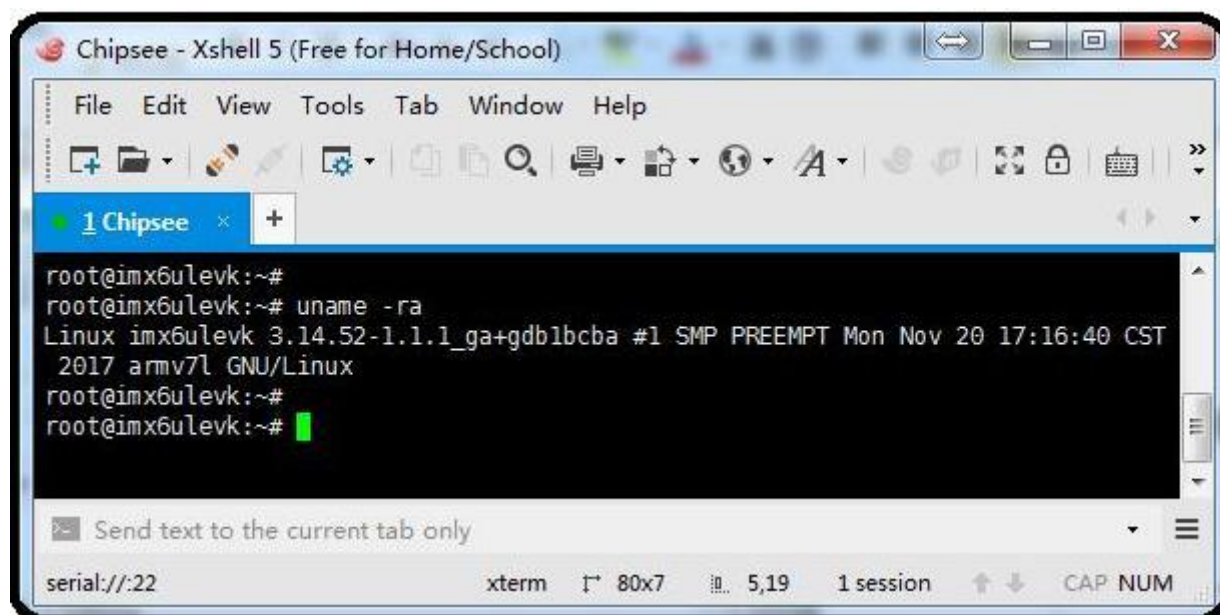 Chipsee - Xshell 5 (Free for Home/School)
File Edit View Tools Tab Window Help
1 Chipsee
root@imx6ulevk:~#
root@imx6ulevk:~# uname -ra
Linux imx6ulevk 3.14.52-1.1.1_ga+gdb1bcba #1 SMP PREEMPT Mon Nov 20 17:16:40 CST
2017 armv7l GNU/Linux
root@imx6ulevk:~#
root@imx6ulevk:~#
Send text to the current tab only
serial://:22 xterm 80x7 5,19 1 session CAP NUM